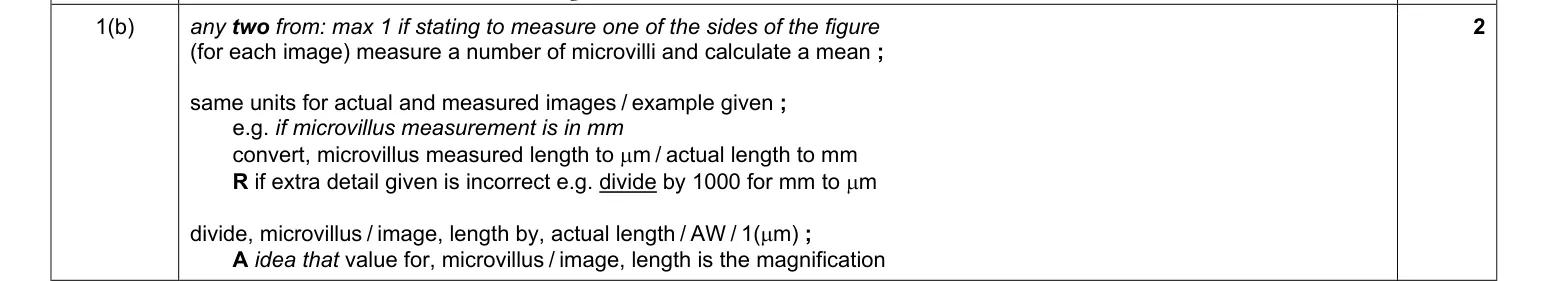 1(b)
any two from: max 1 if stating to measure one of the sides of the figure
2
(for each image) measure a number of microvilli and calculate a mean ;
same units for actual and measured images / example given ;
e.g. if microvillus measurement is in mm
convert, microvillus measured length to μm / actual length to mm
R if extra detail given is incorrect e.g. divide by 1000 for mm to μm
divide, microvillus / image, length by, actual length / AW / 1(μm) ;
A idea that value for, microvillus / image, length is the magnification